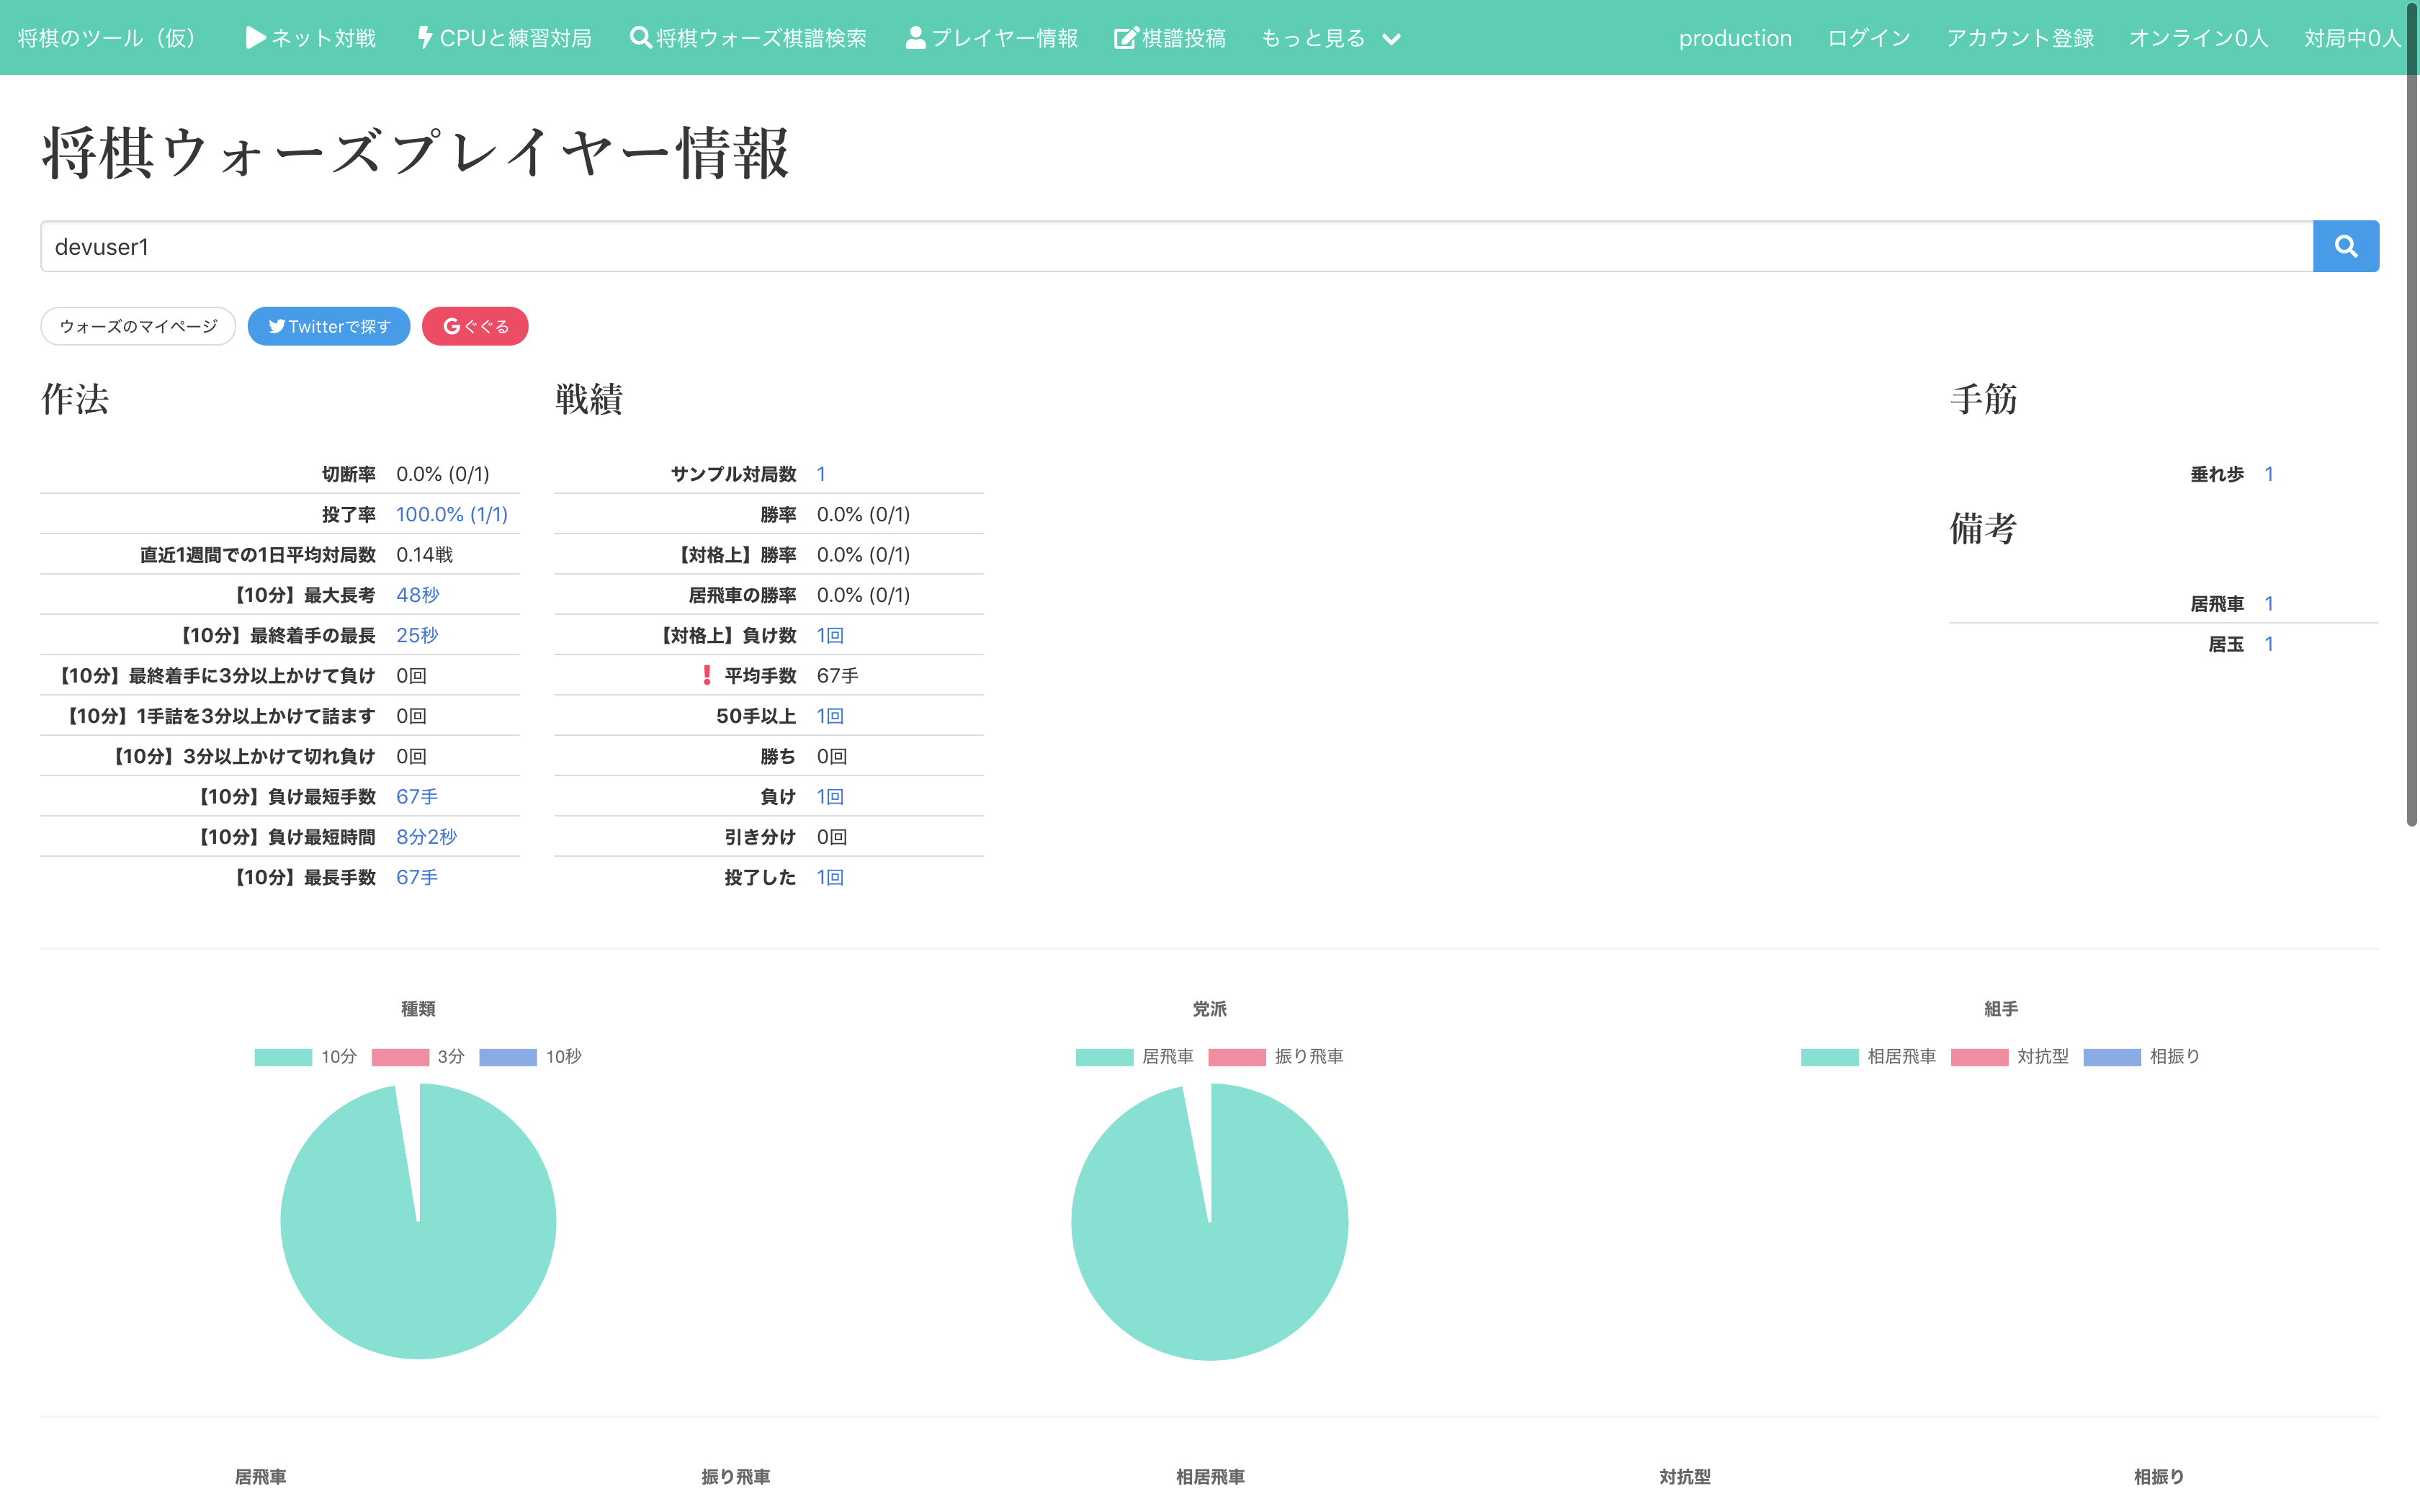 将棋のツール（仮） ネット対戦 CPUと練習対局 将棋ウォーズ棋譜検索 プレイヤー情報 棋譜投稿 もっと見る production ログイン アカウント登録 オンライン0人 対局中0人
将棋ウォーズプレイヤー情報
devuser1
ウォーズのマイページ Twitterで探す ぐぐる
作法
切断率 0.0% (0/1)
投了率 100.0% (1/1)
直近1週間での1日平均対局数 0.14戦
【10分】最大長考 48秒
【10分】最終着手の最長 25秒
【10分】最終着手に3分以上かけて負け 0回
【10分】1手詰を3分以上かけて詰ます 0回
【10分】3分以上かけて切れ負け 0回
【10分】負け最短手数 67手
【10分】負け最短時間 8分2秒
【10分】最長手数 67手
戦績
サンプル対局数 1
勝率 0.0% (0/1)
【対格上】勝率 0.0% (0/1)
居飛車の勝率 0.0% (0/1)
【対格上】負け数 1回
❗ 平均手数 67手
50手以上 1回
勝ち 0回
負け 1回
引き分け 0回
投了した 1回
手筋
垂れ歩 1
備考
居飛車 1
居玉 1
種類
10分 3分 10秒
党派
居飛車 振り飛車
組手
相居飛車 対抗型 相振り
居飛車 振り飛車 相居飛車 対抗型 相振り